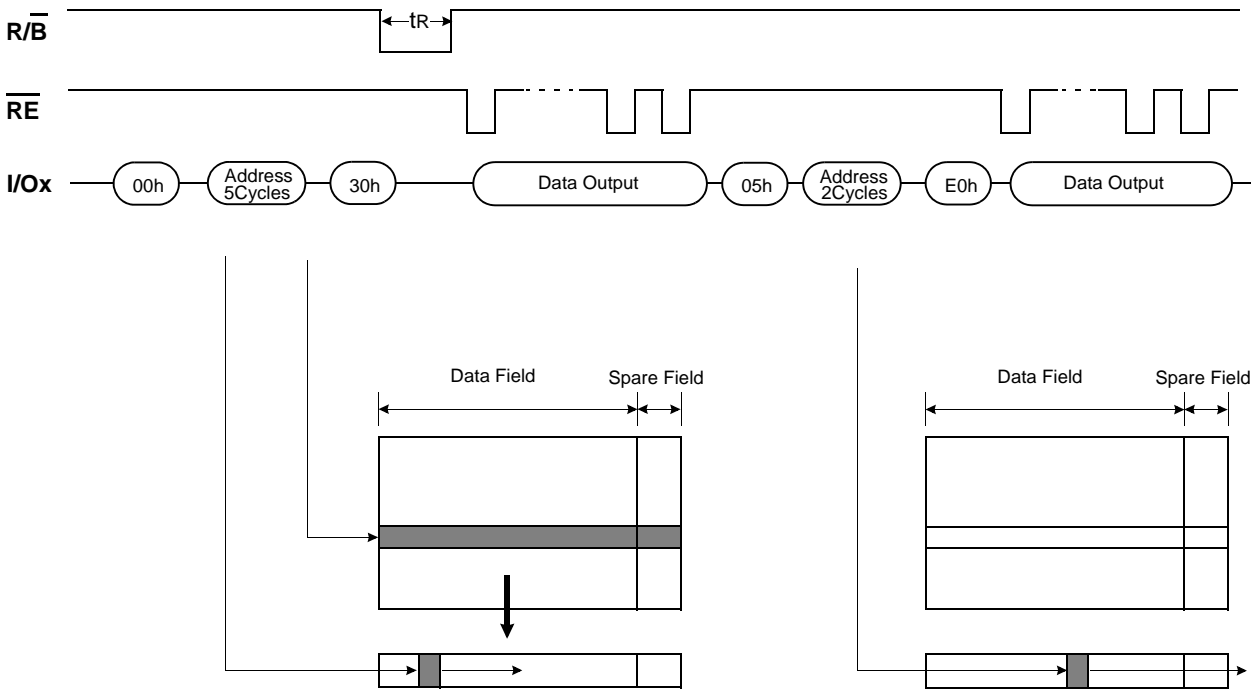 R/B̅
tR
R̅E̅
I/Ox
00h
Address
5Cycles
30h
Data Output
05h
Address
2Cycles
E0h
Data Output
Data Field
Spare Field
Data Field
Spare Field